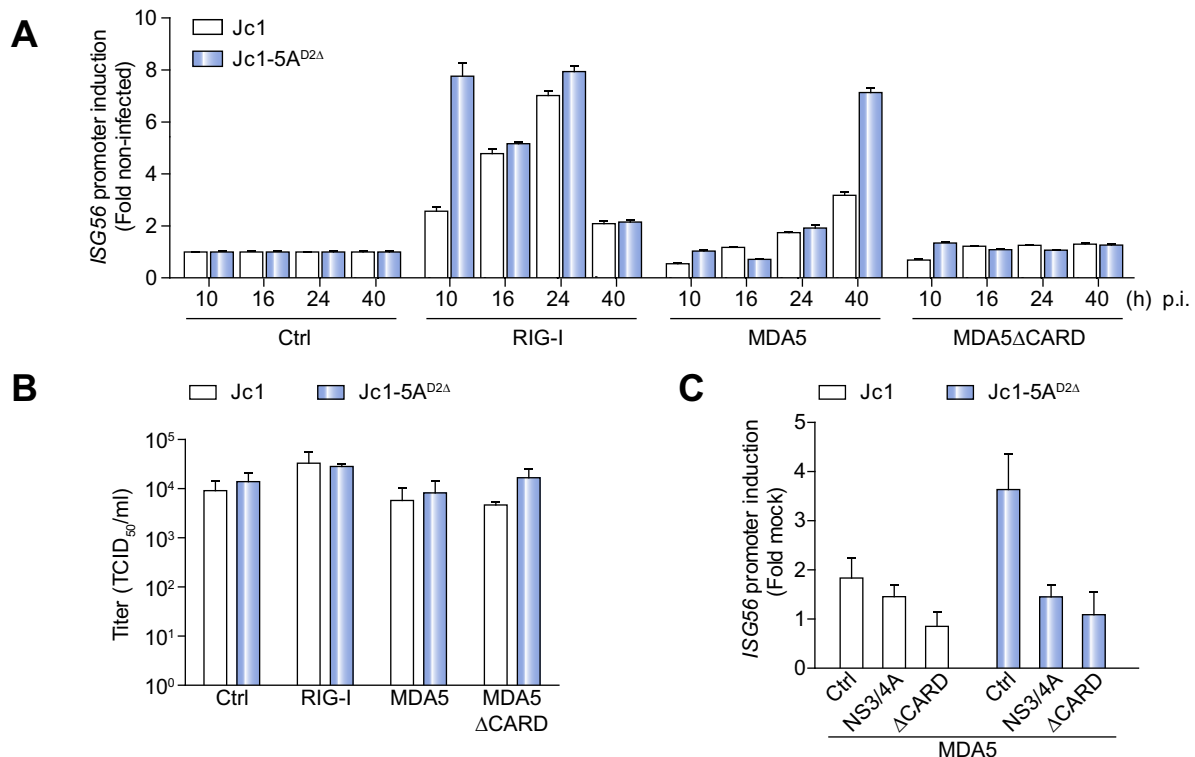 A
Jc1
Jc1-5A^D2Δ
ISG56 promoter induction
(Fold non-infected)
10
8
6
4
2
0
10 16 24 40 10 16 24 40 10 16 24 40 10 16 24 40 (h) p.i.
Ctrl RIG-I MDA5 MDA5ΔCARD
B
Jc1 Jc1-5A^D2Δ
Titer (TCID50/ml)
10^5
10^4
10^3
10^2
10^1
10^0
Ctrl RIG-I MDA5 MDA5
ΔCARD
C
Jc1 Jc1-5A^D2Δ
ISG56 promoter induction
(Fold mock)
5
4
3
2
1
0
Ctrl NS3/4A ΔCARD Ctrl NS3/4A ΔCARD
MDA5